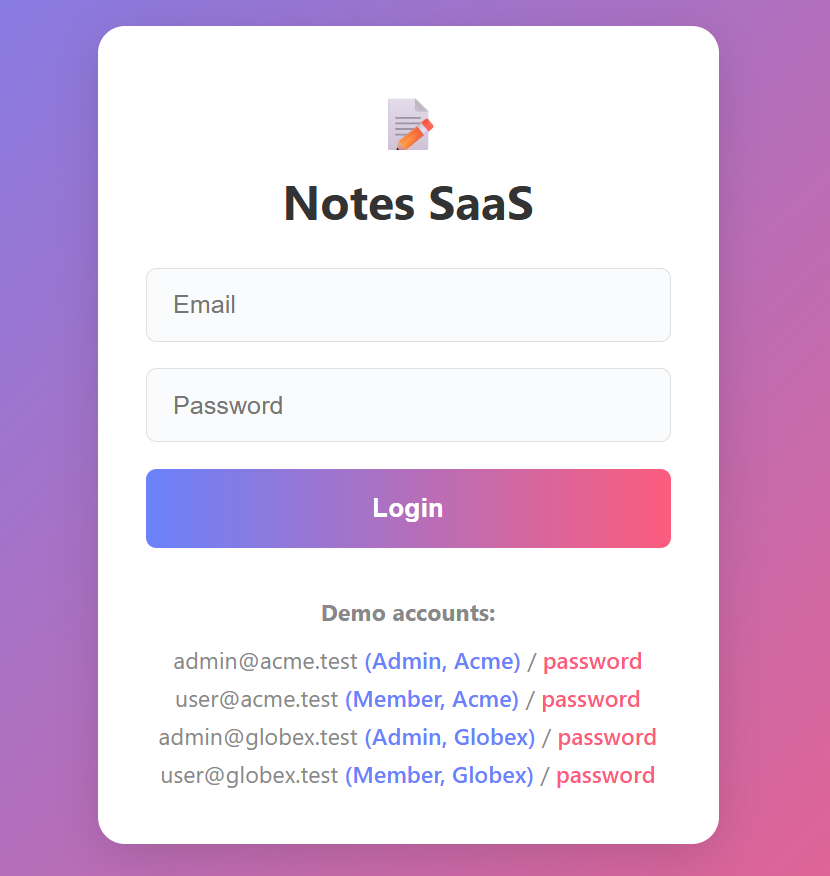 Notes SaaS
Email
Password
Login
Demo accounts:
admin@acme.test (Admin, Acme) / password
user@acme.test (Member, Acme) / password
admin@globex.test (Admin, Globex) / password
user@globex.test (Member, Globex) / password